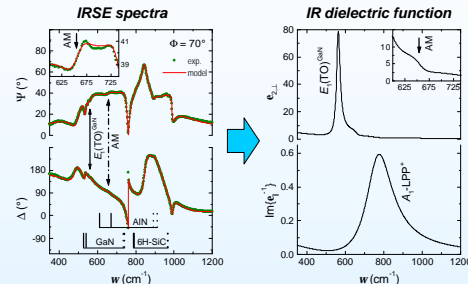 IRSE spectra
IR dielectric function
AM
41
39
625 675 725
Φ = 70°
exp.
model
60
40
20
0
Ψ (°)
E₁(TO)^GaN
AM
180
90
0
-90
Δ (°)
AlN
GaN
6H-SiC
400 600 800 1000 1200
w (cm⁻¹)
80
60
40
20
0
e₂,⊥
E₁(TO)^GaN
10
5
0
AM
625 675 725
0.6
0.4
0.2
0.0
A₁-LPP⁺
400 600 800 1000 1200
w (cm⁻¹)